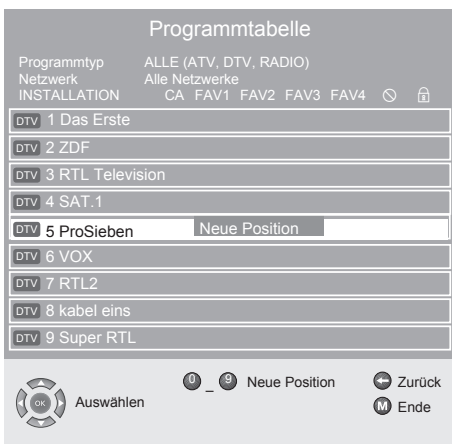 Programmtabelle
Programmtyp ALLE (ATV, DTV, RADIO)
Netzwerk Alle Netzwerke
INSTALLATION CA FAV1 FAV2 FAV3 FAV4
DTV 1 Das Erste
DTV 2 ZDF
DTV 3 RTL Television
DTV 4 SAT.1
DTV 5 ProSieben Neue Position
DTV 6 VOX
DTV 7 RTL2
DTV 8 kabel eins
DTV 9 Super RTL
0 _ 9 Neue Position Zurück
OK Auswählen M Ende